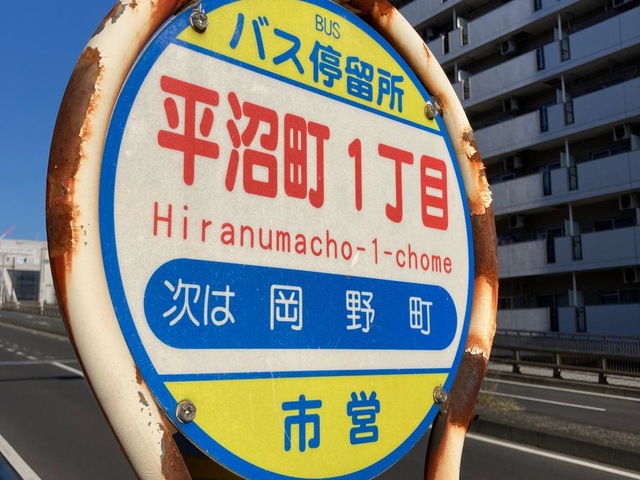 BUS
バス停留所
平沼町1丁目
Hiranumacho-1-chome
次は 岡野町
市営